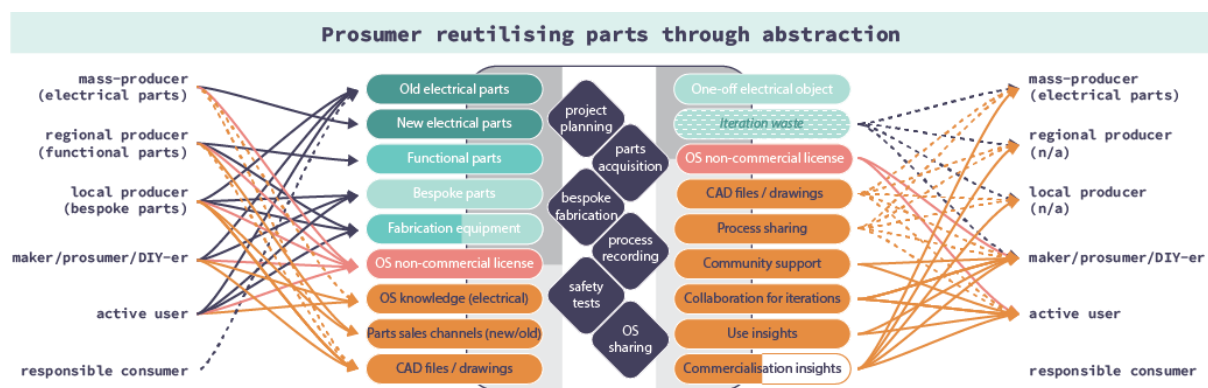 Prosumer reutilising parts through abstraction
mass-producer
(electrical parts)
regional producer
(functional parts)
local producer
(bespoke parts)
maker/prosumer/DIY-er
active user
responsible consumer
Old electrical parts
New electrical parts
Functional parts
Bespoke parts
Fabrication equipment
OS non-commercial license
OS knowledge (electrical)
Parts sales channels (new/old)
CAD files / drawings
project
planning
parts
acquisition
bespoke
fabrication
process
recording
safety
tests
OS
sharing
One-off electrical object
Iteration waste
OS non-commercial license
CAD files / drawings
Process sharing
Community support
Collaboration for iterations
Use insights
Commercialisation insights
mass-producer
(electrical parts)
regional producer
(n/a)
local producer
(n/a)
maker/prosumer/DIY-er
active user
responsible consumer